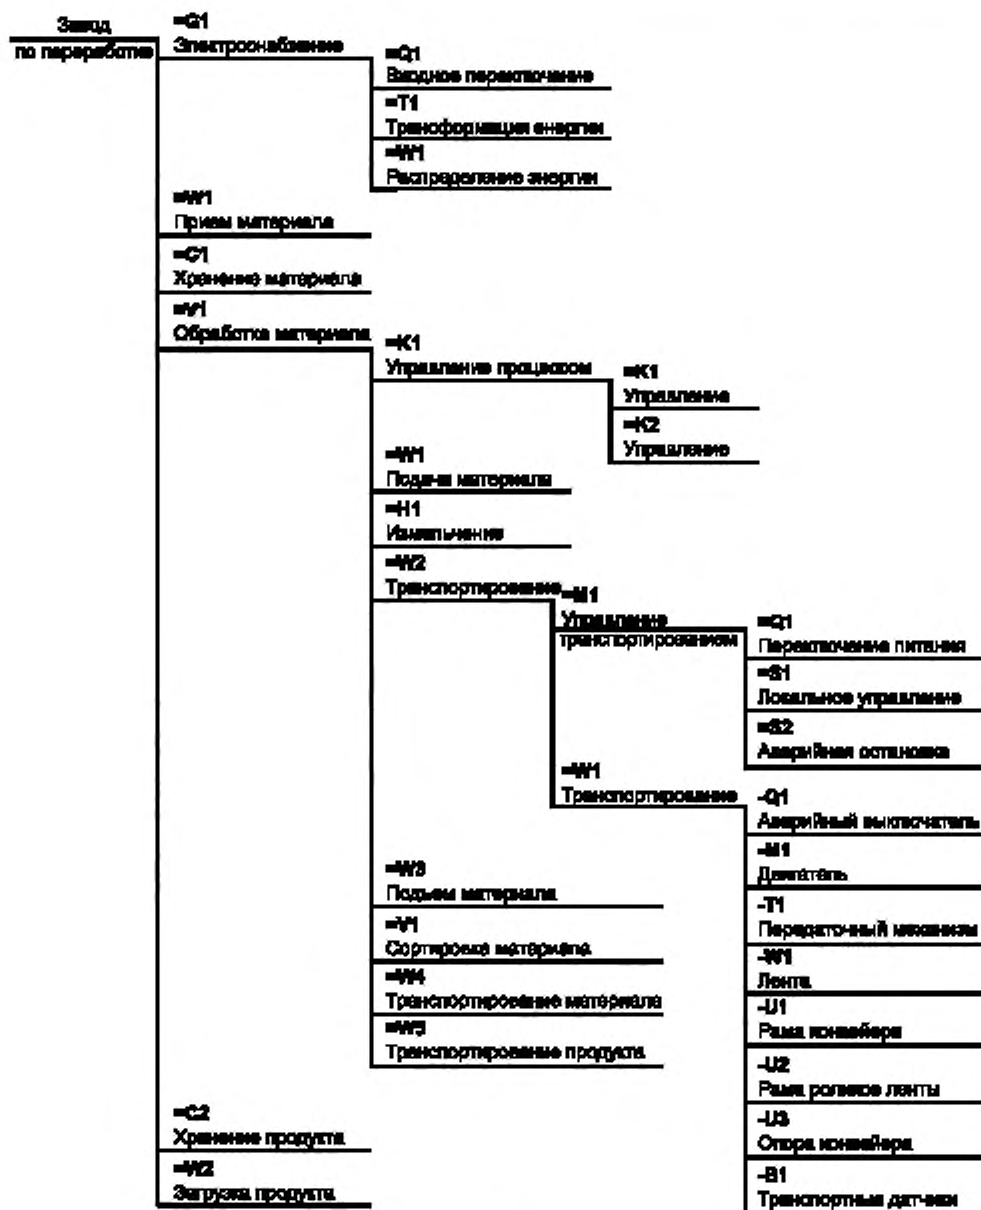 Завод
по переработке
=G1
Электроснабжение
=Q1
Входное переключение
=T1
Трансформация энергии
=W1
Распределение энергии
=W1
Прием материала
=C1
Хранение материала
=V1
Обработка материала
=K1
Управление процессом
=K1
Управление
=K2
Управление
=W1
Подача материала
=H1
Измельчение
=W2
Транспортирование
=M1
Управление
транспортированием
=Q1
Переключение питания
=S1
Локальное управление
=S2
Аварийная остановка
=W1
Транспортирование
-Q1
Аварийный выключатель
-M1
Двигатель
-T1
Передаточный механизм
-W1
Лента
-U1
Рама конвейера
-U2
Рама роликов ленты
-U3
Опора конвейера
-B1
Транспортные датчики
=W3
Подъем материала
=V1
Сортировка материала
=W4
Транспортирование материала
=W5
Транспортирование продукта
=C2
Хранение продукта
=W2
Загрузка продукта